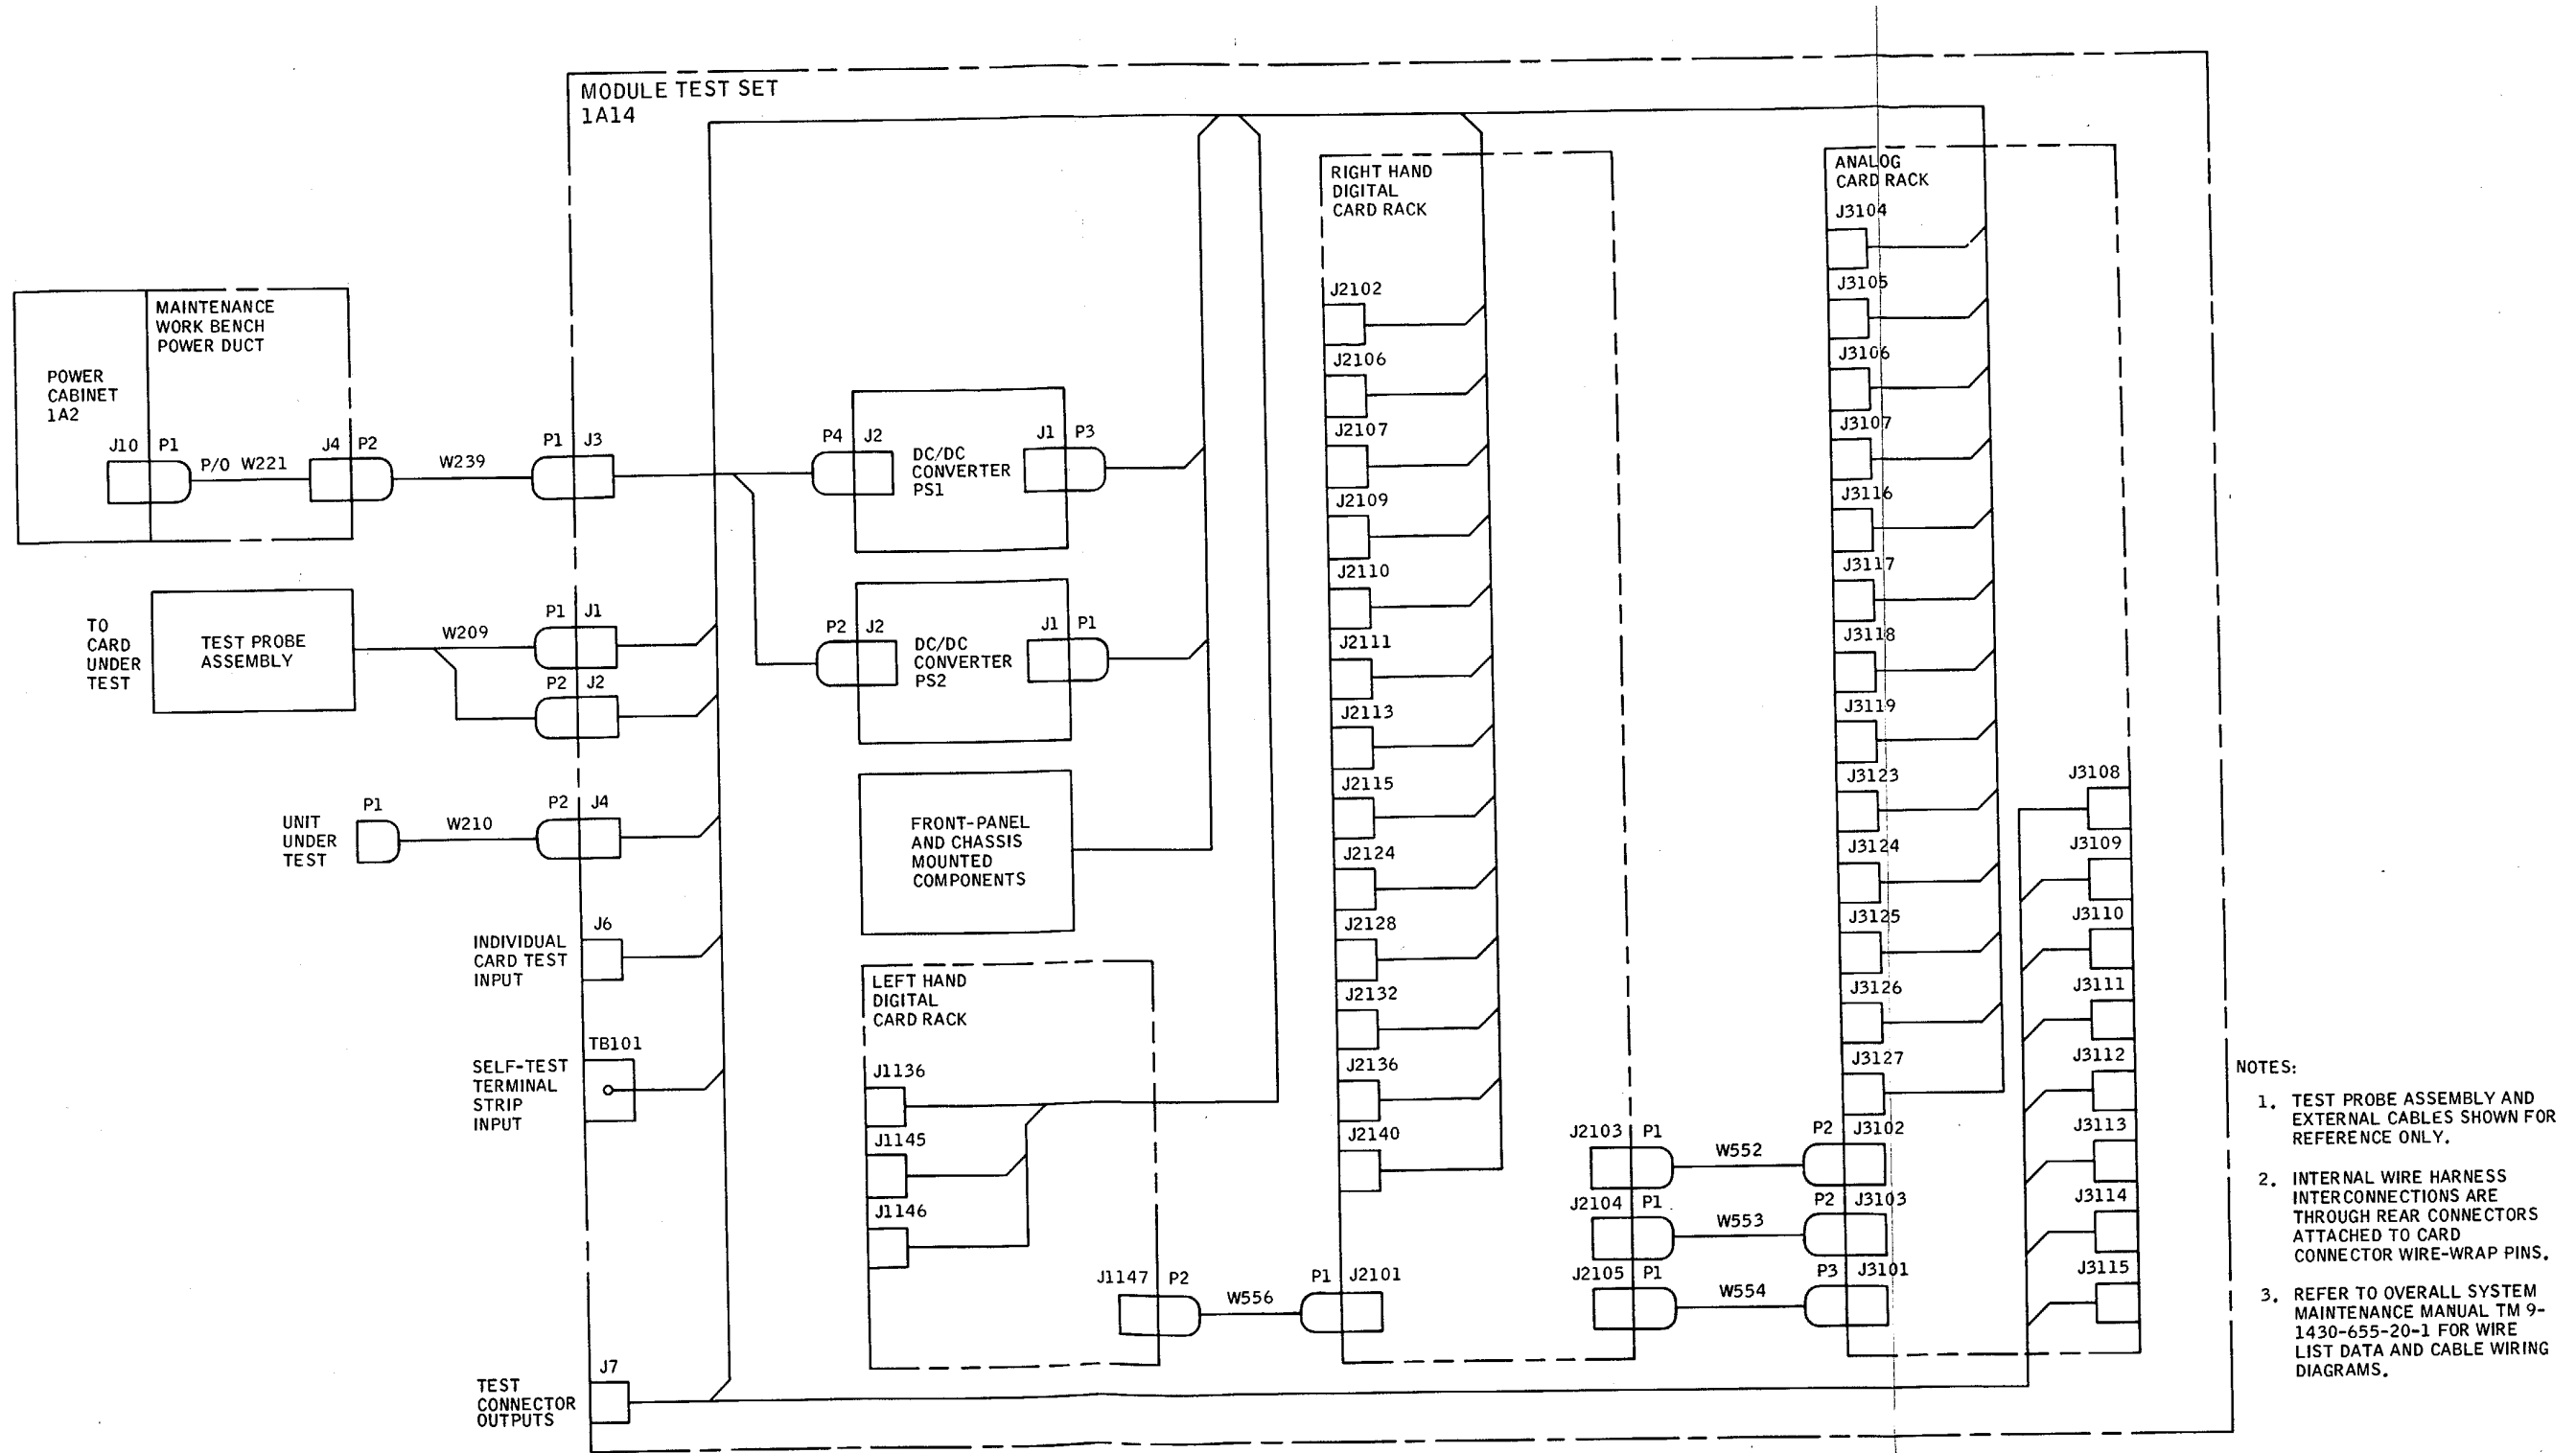 MODULE TEST SET
1A14
POWER
CABINET
1A2
MAINTENANCE
WORK BENCH
POWER DUCT
J10
P1
P/O W221
J4
P2
W239
P1
J3
TO
CARD
UNDER
TEST
TEST PROBE
ASSEMBLY
W209
P1
J1
P2
J2
UNIT
UNDER
TEST
P1
W210
P2
J4
INDIVIDUAL
CARD TEST
INPUT
J6
SELF-TEST
TERMINAL
STRIP
INPUT
TB101
TEST
CONNECTOR
OUTPUTS
J7
P4
J2
DC/DC
CONVERTER
PS1
J1
P3
P2
J2
DC/DC
CONVERTER
PS2
J1
P1
FRONT-PANEL
AND CHASSIS
MOUNTED
COMPONENTS
LEFT HAND
DIGITAL
CARD RACK
J1136
J1145
J1146
J1147
P2
W556
P1
J2101
RIGHT HAND
DIGITAL
CARD RACK
J2102
J2106
J2107
J2109
J2110
J2111
J2113
J2115
J2124
J2128
J2132
J2136
J2140
J2103
P1
W552
P2
J3102
J2104
P1
W553
P2
J3103
J2105
P1
W554
P3
J3101
ANALOG
CARD RACK
J3104
J3105
J3106
J3107
J3116
J3117
J3118
J3119
J3123
J3124
J3125
J3126
J3127
J3108
J3109
J3110
J3111
J3112
J3113
J3114
J3115
NOTES:
1. TEST PROBE ASSEMBLY AND
EXTERNAL CABLES SHOWN FOR
REFERENCE ONLY.
2. INTERNAL WIRE HARNESS
INTERCONNECTIONS ARE
THROUGH REAR CONNECTORS
ATTACHED TO CARD
CONNECTOR WIRE-WRAP PINS.
3. REFER TO OVERALL SYSTEM
MAINTENANCE MANUAL TM 9-
1430-655-20-1 FOR WIRE
LIST DATA AND CABLE WIRING
DIAGRAMS.